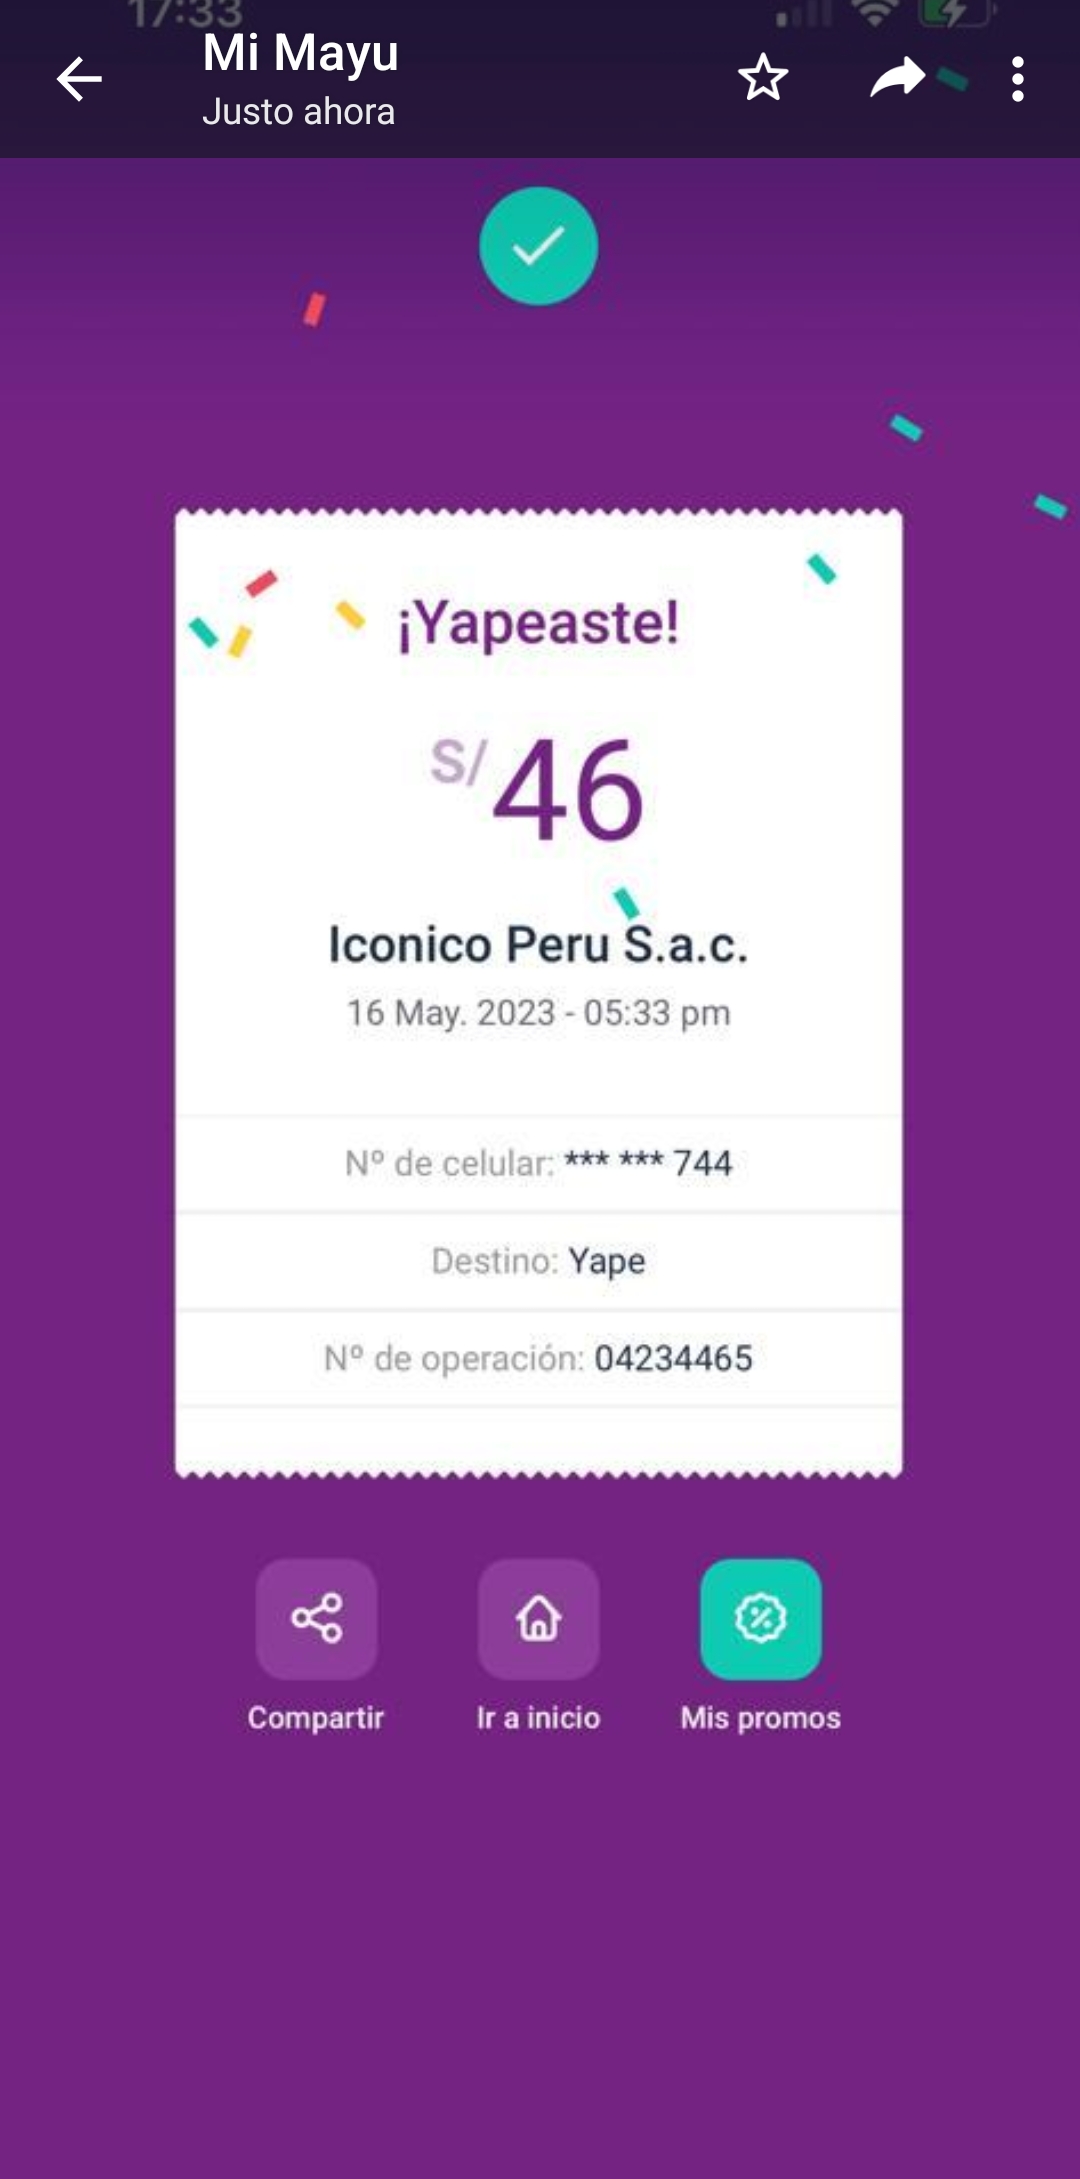 17:33
Mi Mayu
Justo ahora
¡Yapeaste!
S/46
Iconico Peru S.a.c.
16 May. 2023 - 05:33 pm
Nº de celular: *** *** 744
Destino: Yape
Nº de operación: 04234465
Compartir
Ir a inicio
Mis promos